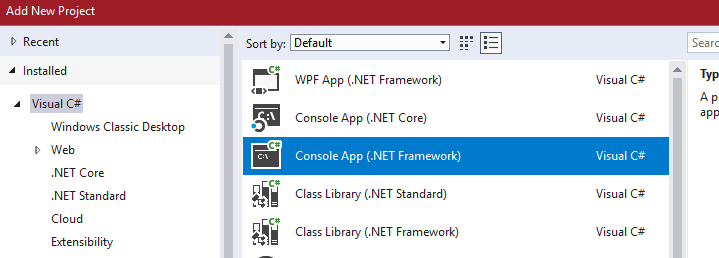 Add New Project
Recent
Installed
Visual C#
Windows Classic Desktop
Web
.NET Core
.NET Standard
Cloud
Extensibility
Sort by: Default
WPF App (.NET Framework) Visual C#
Console App (.NET Core) Visual C#
Console App (.NET Framework) Visual C#
Class Library (.NET Standard) Visual C#
Class Library (.NET Framework) Visual C#
Searc
Typ
A p
app